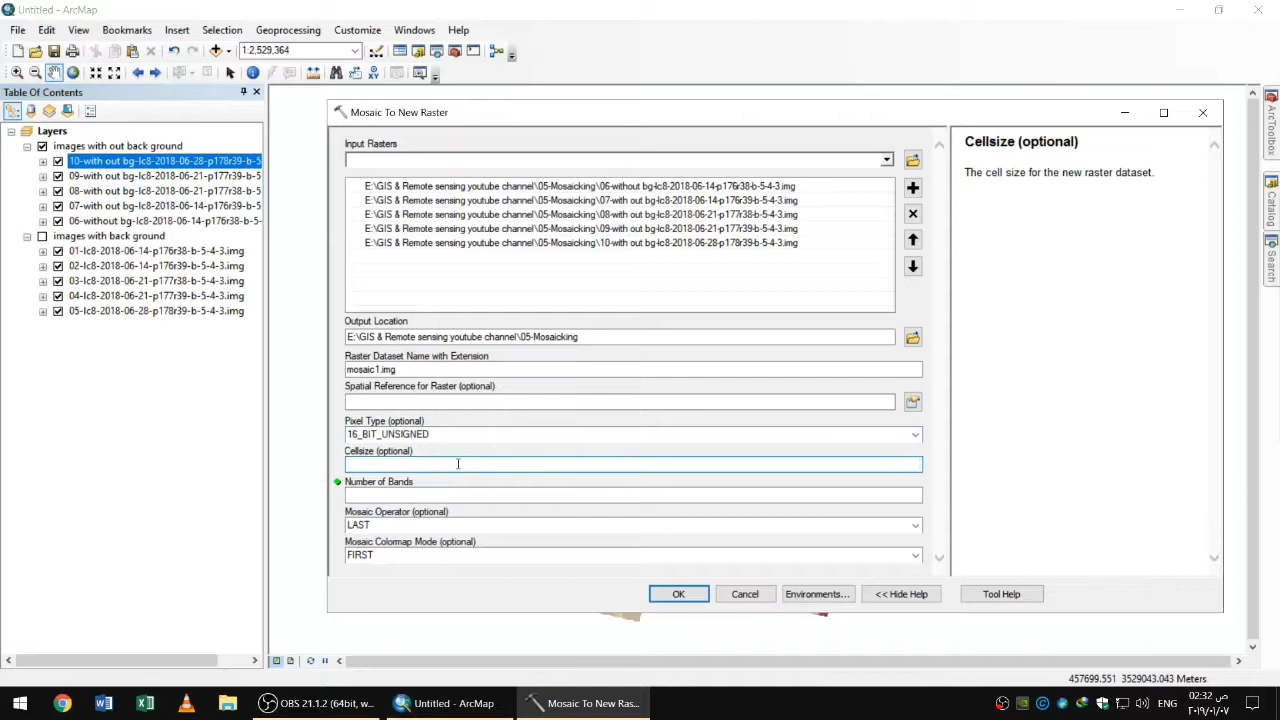 Untitled - ArcMap
File Edit View Bookmarks Insert Selection Geoprocessing Customize Windows Help
1:2,529,364
Table Of Contents
Layers
images with out back ground
10-with out bg-lc8-2018-06-28-p178r39-b-5
09-with out bg-lc8-2018-06-21-p177r39-b-5
08-with out bg-lc8-2018-06-21-p177r38-b-5
07-with out bg-lc8-2018-06-14-p176r39-b-5
06-without bg-lc8-2018-06-14-p176r38-b-5-
images with back ground
01-lc8-2018-06-14-p176r38-b-5-4-3.img
02-lc8-2018-06-14-p176r39-b-5-4-3.img
03-lc8-2018-06-21-p177r38-b-5-4-3.img
04-lc8-2018-06-21-p177r39-b-5-4-3.img
05-lc8-2018-06-28-p178r39-b-5-4-3.img
Mosaic To New Raster
Input Rasters
E:\GIS & Remote sensing youtube channel\05-Mosaicking\06-without bg-lc8-2018-06-14-p176r38-b-5-4-3.img
E:\GIS & Remote sensing youtube channel\05-Mosaicking\07-with out bg-lc8-2018-06-14-p176r39-b-5-4-3.img
E:\GIS & Remote sensing youtube channel\05-Mosaicking\08-with out bg-lc8-2018-06-21-p177r38-b-5-4-3.img
E:\GIS & Remote sensing youtube channel\05-Mosaicking\09-with out bg-lc8-2018-06-21-p177r39-b-5-4-3.img
E:\GIS & Remote sensing youtube channel\05-Mosaicking\10-with out bg-lc8-2018-06-28-p178r39-b-5-4-3.img
Output Location
E:\GIS & Remote sensing youtube channel\05-Mosaicking
Raster Dataset Name with Extension
mosaic1.img
Spatial Reference for Raster (optional)
Pixel Type (optional)
16_BIT_UNSIGNED
Cellsize (optional)
Number of Bands
Mosaic Operator (optional)
LAST
Mosaic Colormap Mode (optional)
FIRST
OK Cancel Environments... << Hide Help Tool Help
Cellsize (optional)
The cell size for the new raster dataset.
ArcToolbox
Catalog
Search
457699.551 3529043.043 Meters
OBS 21.1.2 (64bit, w...
Untitled - ArcMap
Mosaic To New Ras...
ENG
02:32 ص
٢٠١٩/٠١/٠٧